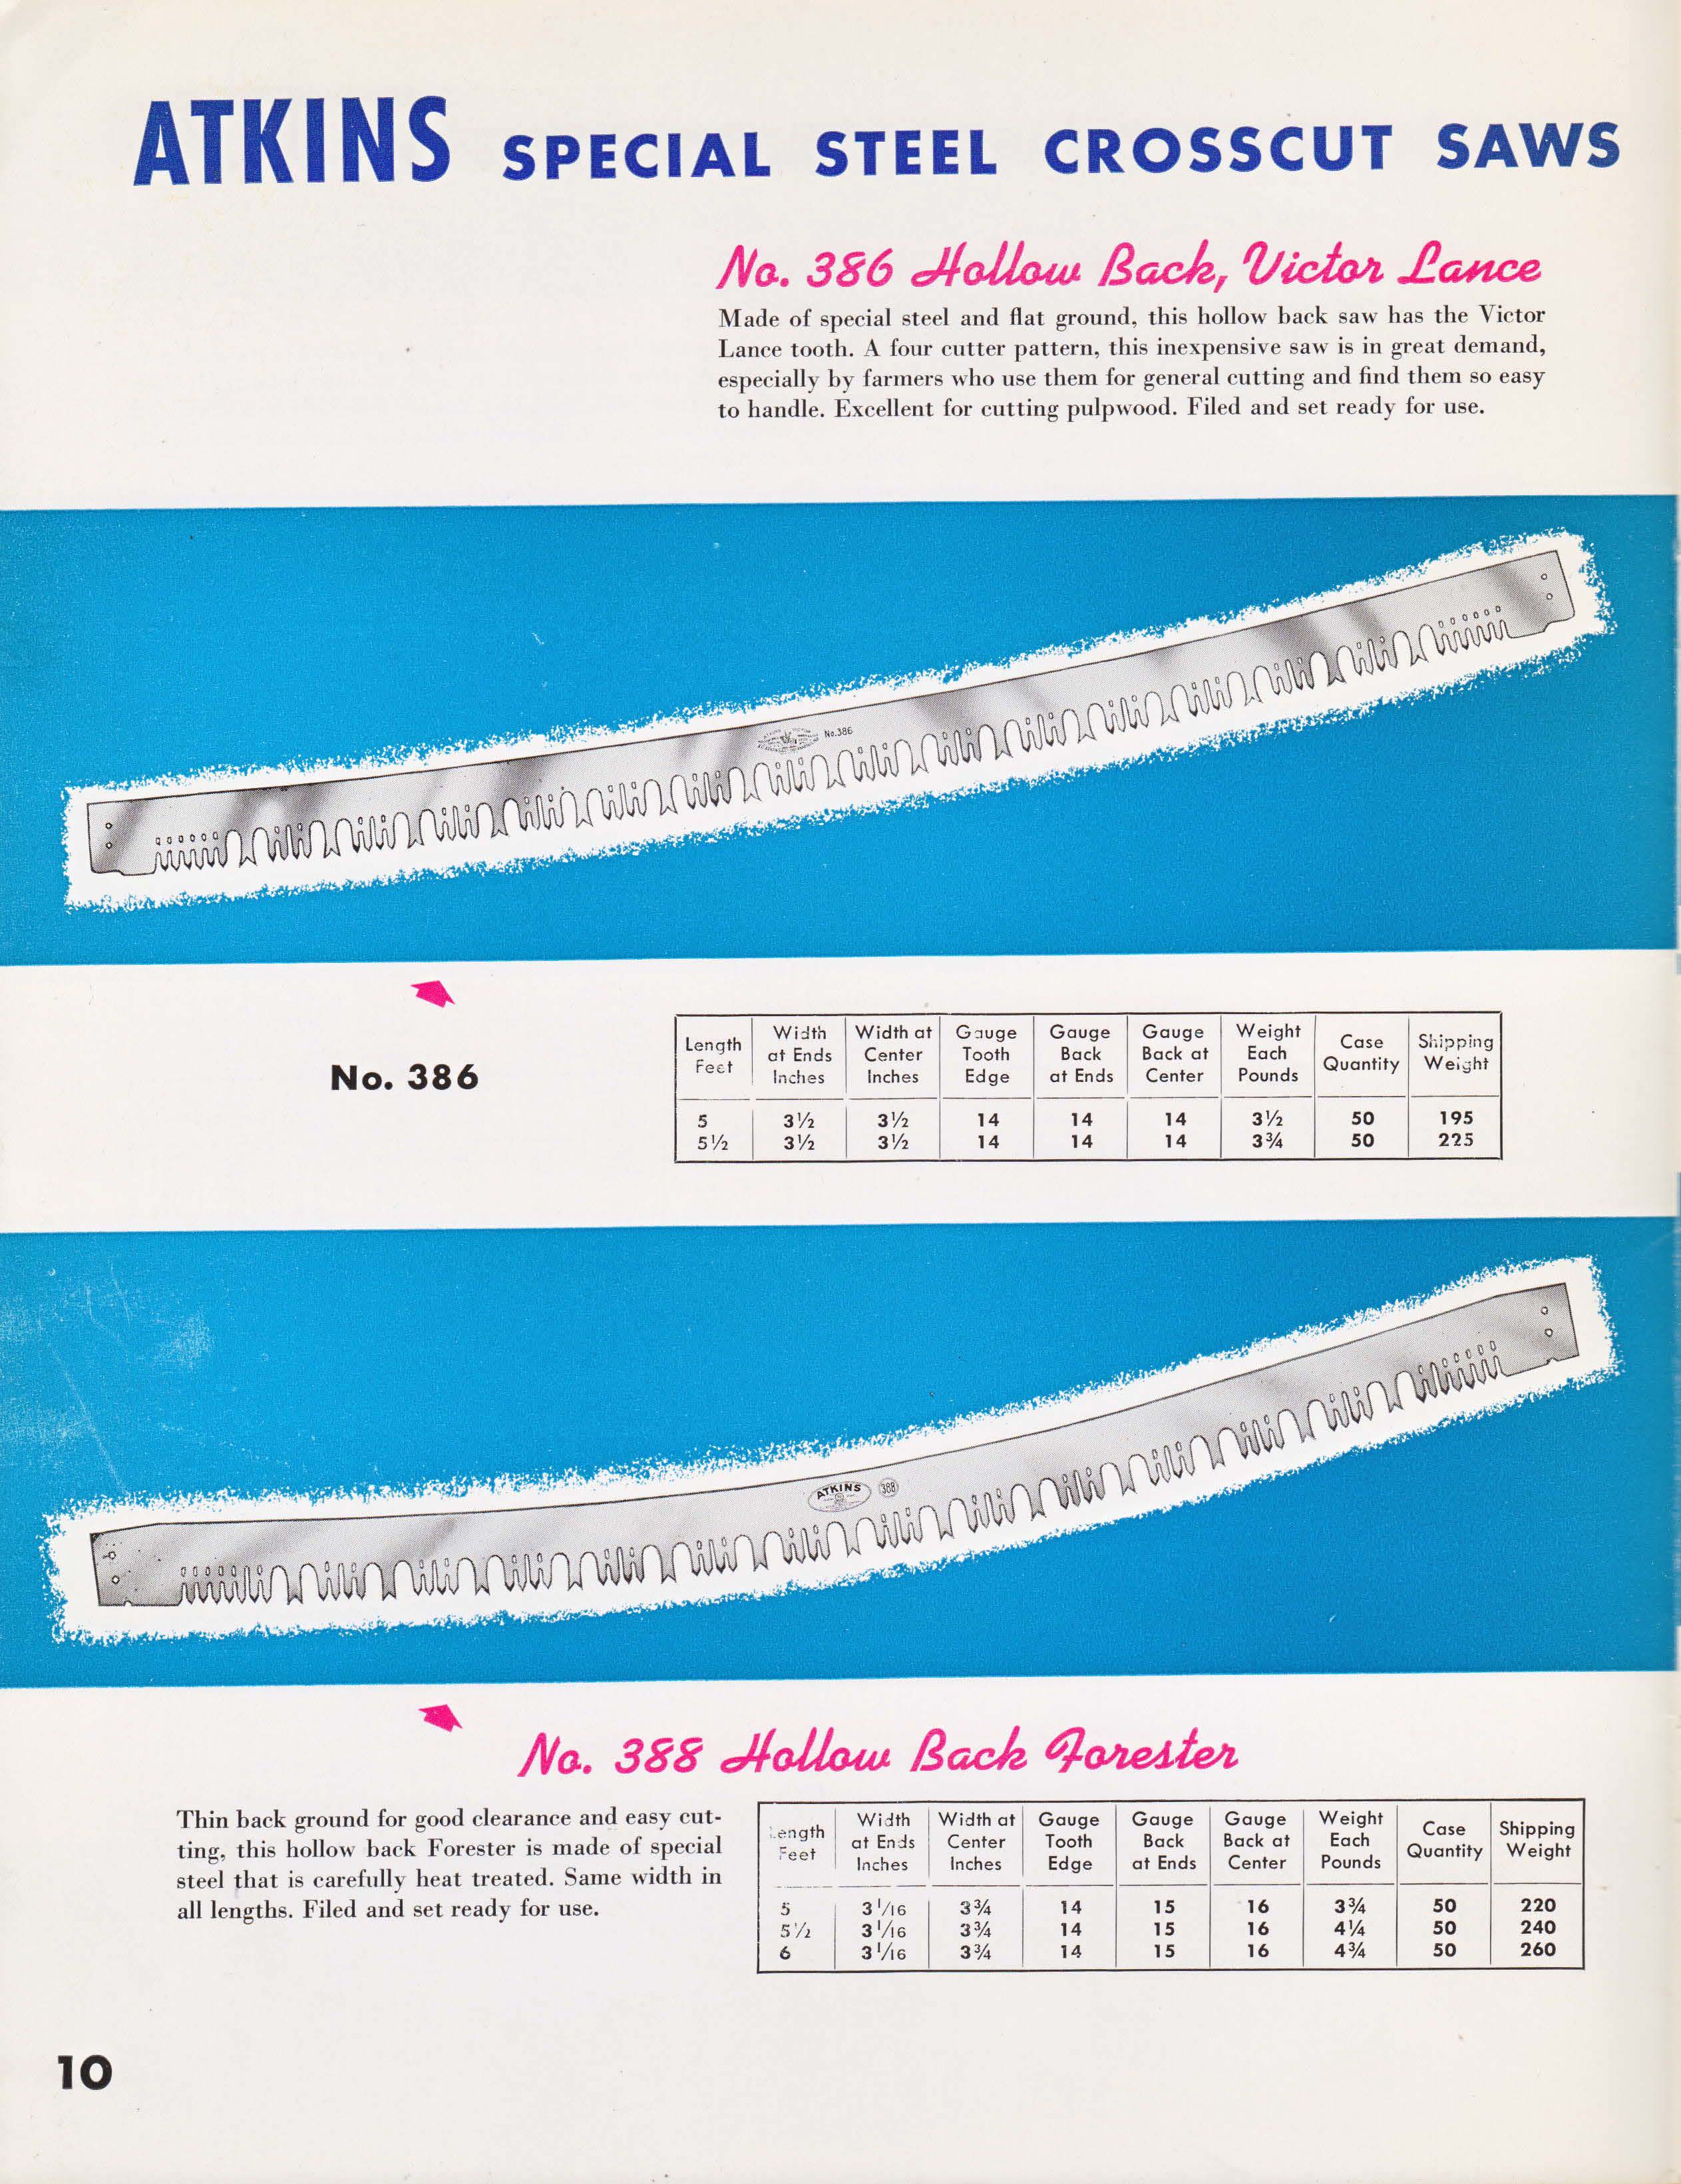 ATKINS SPECIAL STEEL CROSSCUT SAWS
No. 386 Hollow Back, Victor Lance
Made of special steel and flat ground, this hollow back saw has the Victor
Lance tooth. A four cutter pattern, this inexpensive saw is in great demand,
especially by farmers who use them for general cutting and find them so easy
to handle. Excellent for cutting pulpwood. Filed and set ready for use.
No.386
No. 386
Length Feet | Width at Ends Inches | Width at Center Inches | Gauge Tooth Edge | Gauge Back at Ends | Gauge Back at Center | Weight Each Pounds | Case Quantity | Shipping Weight
5 | 3½ | 3½ | 14 | 14 | 14 | 3½ | 50 | 195
5½ | 3½ | 3½ | 14 | 14 | 14 | 3¾ | 50 | 225
ATKINS 388
No. 388 Hollow Back Forester
Thin back ground for good clearance and easy cut-
ting, this hollow back Forester is made of special
steel that is carefully heat treated. Same width in
all lengths. Filed and set ready for use.
Length Feet | Width at Ends Inches | Width at Center Inches | Gauge Tooth Edge | Gauge Back at Ends | Gauge Back at Center | Weight Each Pounds | Case Quantity | Shipping Weight
5 | 3 1/16 | 3¾ | 14 | 15 | 16 | 3¾ | 50 | 220
5½ | 3 1/16 | 3¾ | 14 | 15 | 16 | 4¼ | 50 | 240
6 | 3 1/16 | 3¾ | 14 | 15 | 16 | 4¾ | 50 | 260
10